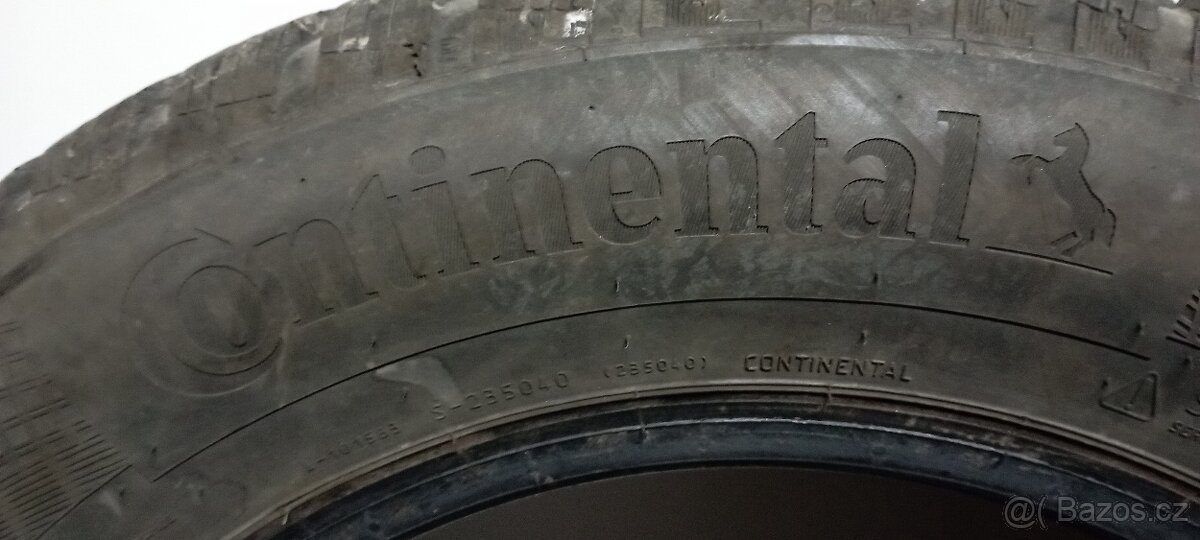 Continental
S-235040 (235040) CONTINENTAL
@( Bazos.cz